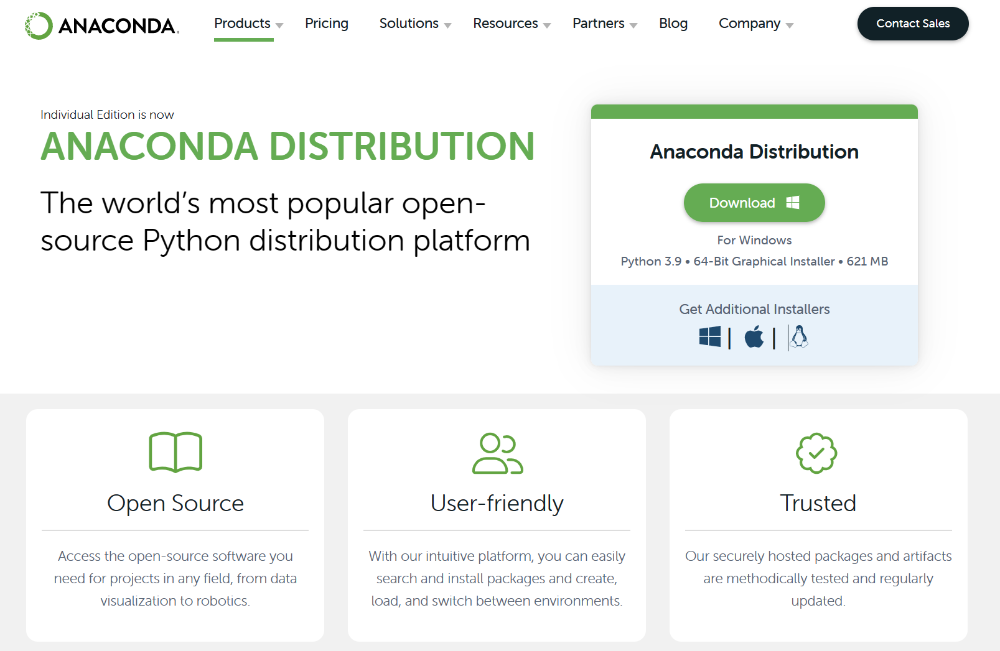 ANACONDA.
Products
Pricing
Solutions
Resources
Partners
Blog
Company
Contact Sales
Individual Edition is now
ANACONDA DISTRIBUTION
The world’s most popular open-
source Python distribution platform
Anaconda Distribution
Download
For Windows
Python 3.9 • 64-Bit Graphical Installer • 621 MB
Get Additional Installers
Open Source
Access the open-source software you
need for projects in any field, from data
visualization to robotics.
User-friendly
With our intuitive platform, you can easily
search and install packages and create,
load, and switch between environments.
Trusted
Our securely hosted packages and artifacts
are methodically tested and regularly
updated.